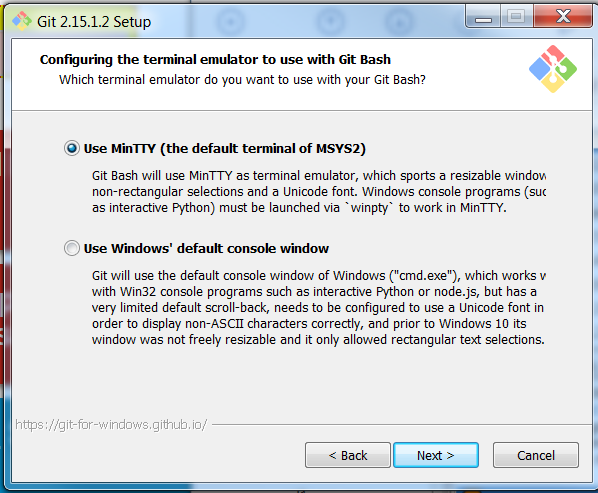 Git 2.15.1.2 Setup
Configuring the terminal emulator to use with Git Bash
Which terminal emulator do you want to use with your Git Bash?
Use MinTTY (the default terminal of MSYS2)
Git Bash will use MinTTY as terminal emulator, which sports a resizable window
non-rectangular selections and a Unicode font. Windows console programs (suc
as interactive Python) must be launched via `winpty` to work in MinTTY.
Use Windows' default console window
Git will use the default console window of Windows ("cmd.exe"), which works w
with Win32 console programs such as interactive Python or node.js, but has a
very limited default scroll-back, needs to be configured to use a Unicode font in
order to display non-ASCII characters correctly, and prior to Windows 10 its
window was not freely resizable and it only allowed rectangular text selections.
https://git-for-windows.github.io/
< Back
Next >
Cancel